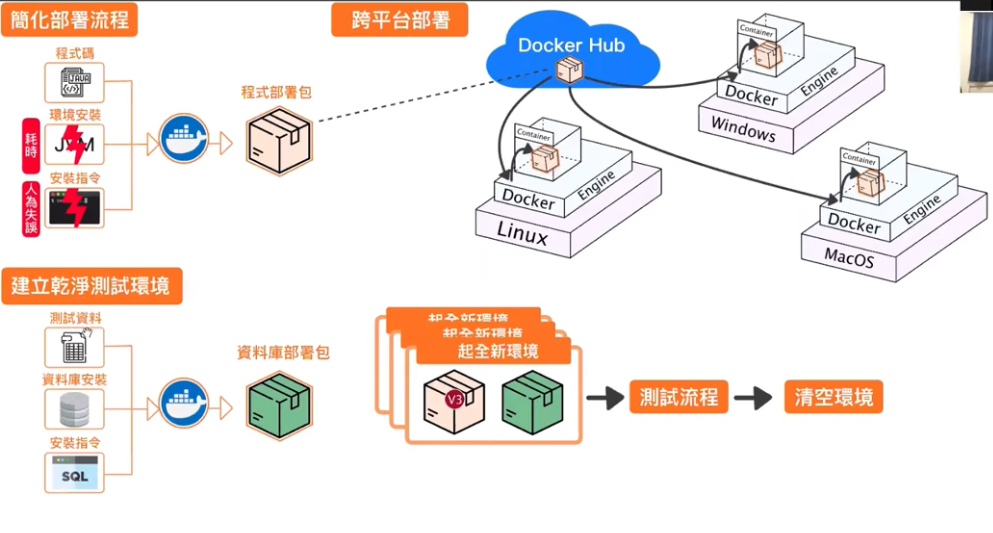 簡化部署流程
跨平台部署
程式碼
JAVA
環境安裝
耗時
安裝指令
人為失誤
程式部署包
Docker Hub
Container
Docker
Engine
Windows
Container
Docker
Engine
Linux
Container
Docker
Engine
MacOS
建立乾淨測試環境
測試資料
資料庫安裝
安裝指令
SQL
資料庫部署包
起全新環境
起全新環境
起全新環境
V3
測試流程
清空環境